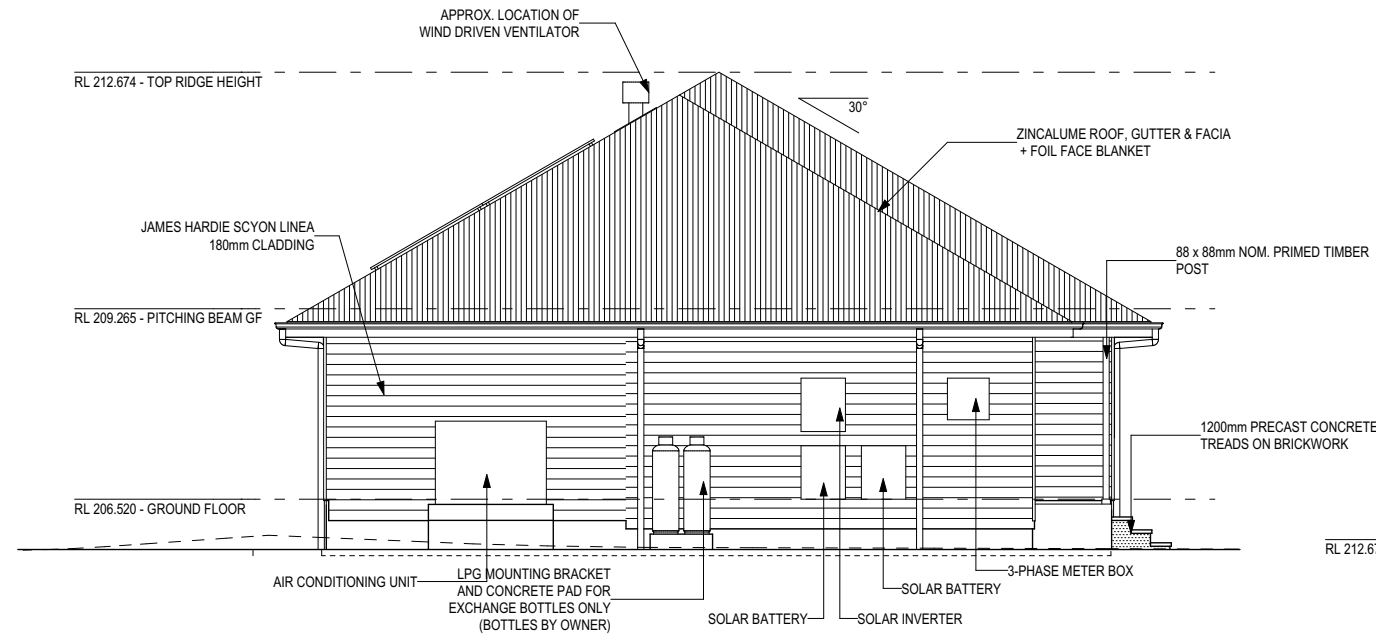 APPROX. LOCATION OF
WIND DRIVEN VENTILATOR
RL 212.674 - TOP RIDGE HEIGHT
30°
ZINCALUME ROOF, GUTTER & FACIA
+ FOIL FACE BLANKET
JAMES HARDIE SCYON LINEA
180mm CLADDING
88 x 88mm NOM. PRIMED TIMBER
POST
RL 209.265 - PITCHING BEAM GF
1200mm PRECAST CONCRETE
TREADS ON BRICKWORK
RL 206.520 - GROUND FLOOR
RL 212.67
AIR CONDITIONING UNIT
LPG MOUNTING BRACKET
AND CONCRETE PAD FOR
EXCHANGE BOTTLES ONLY
(BOTTLES BY OWNER)
SOLAR BATTERY
SOLAR INVERTER
SOLAR BATTERY
3-PHASE METER BOX